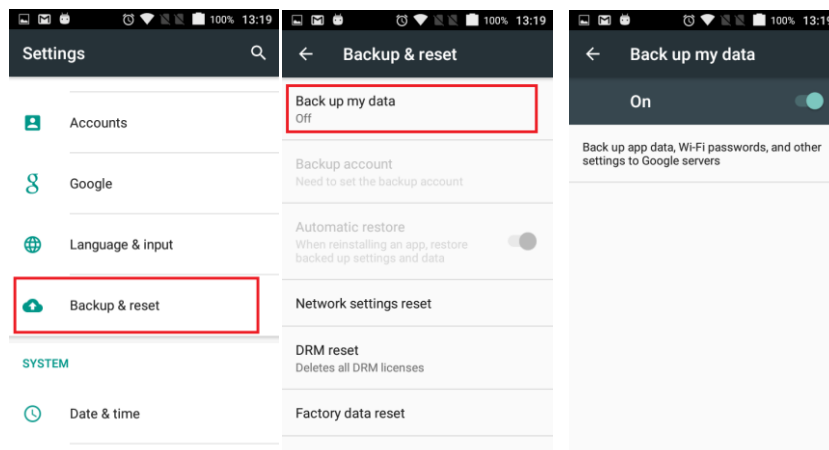 100% 13:19
Settings
Accounts
Google
Language & input
Backup & reset
SYSTEM
Date & time
100% 13:19
Backup & reset
Back up my data
Off
Backup account
Need to set the backup account
Automatic restore
When reinstalling an app, restore
backed up settings and data
Network settings reset
DRM reset
Deletes all DRM licenses
Factory data reset
100% 13:19
Back up my data
On
Back up app data, Wi-Fi passwords, and other
settings to Google servers